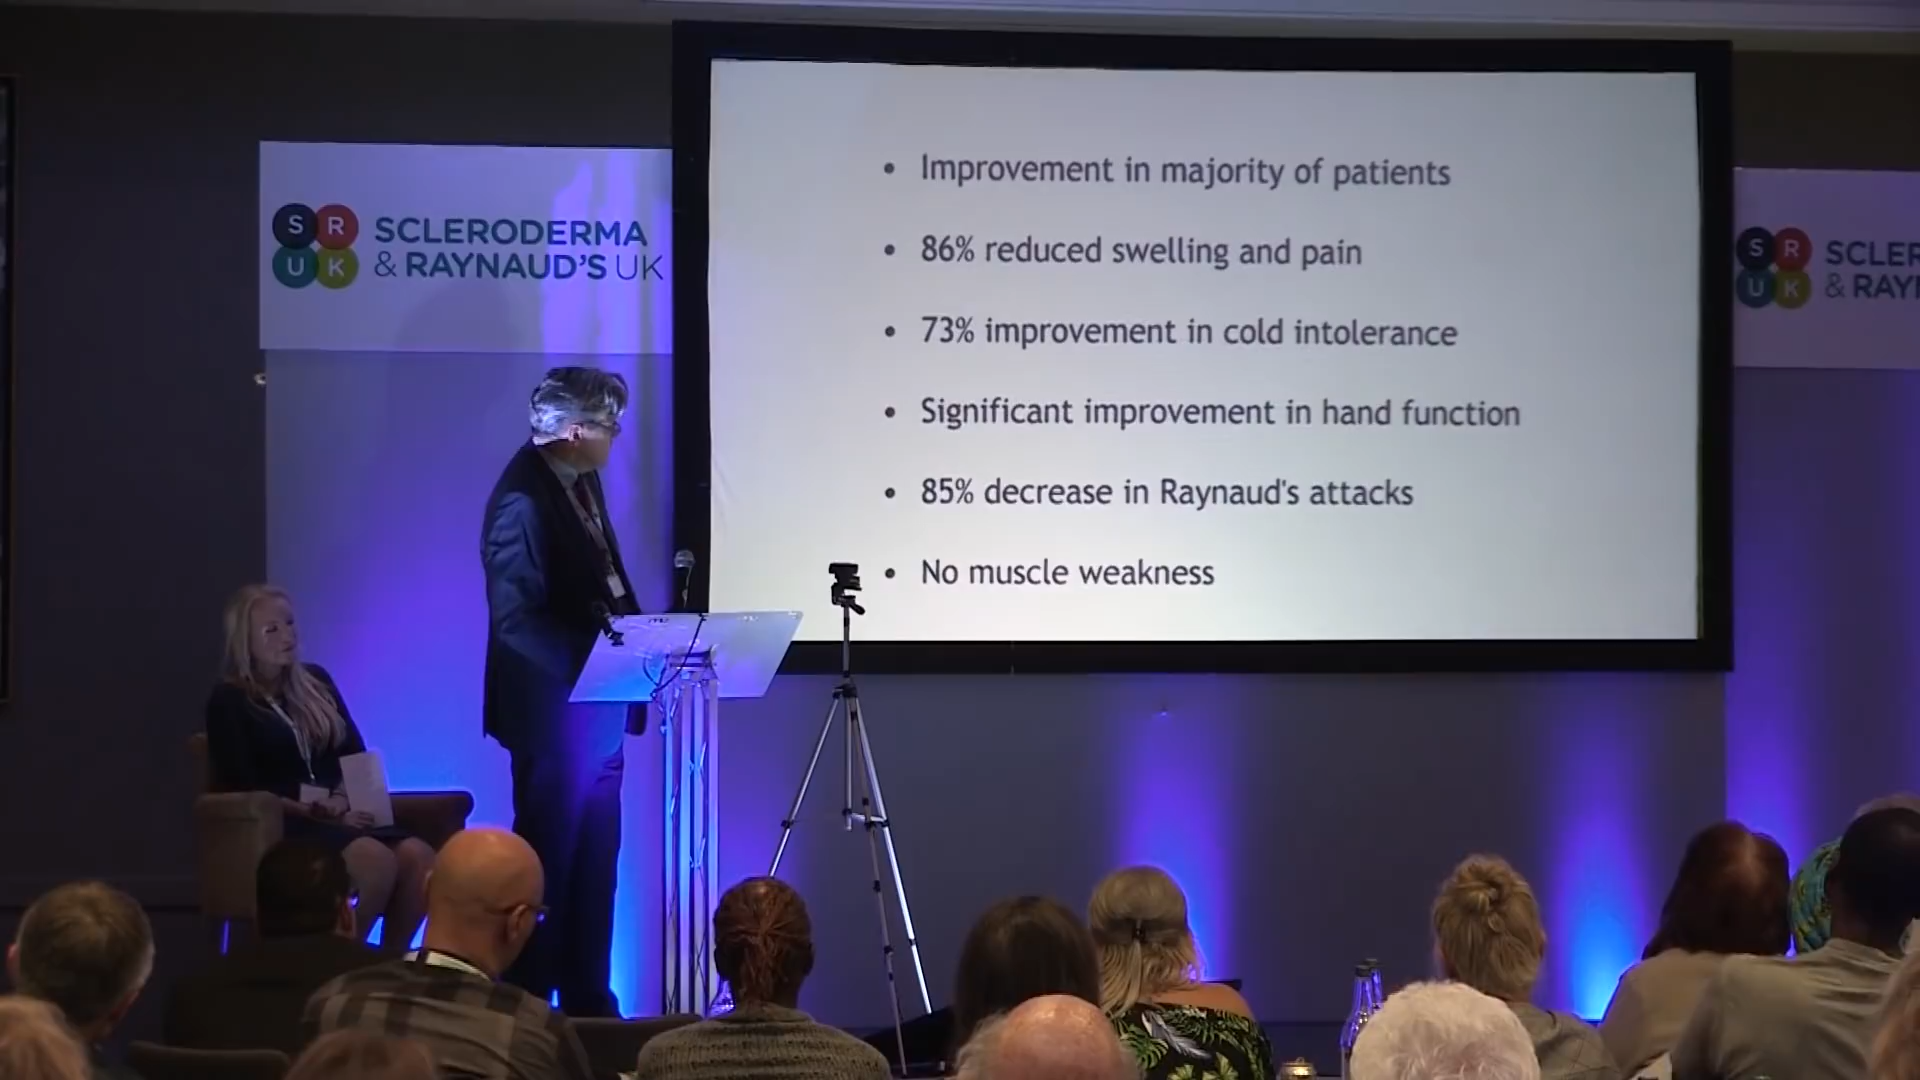 S R
U K
SCLERODERMA
& RAYNAUD'S UK
• Improvement in majority of patients
• 86% reduced swelling and pain
• 73% improvement in cold intolerance
• Significant improvement in hand function
• 85% decrease in Raynaud's attacks
• No muscle weakness
S R
U K
SCLER
& RAYN